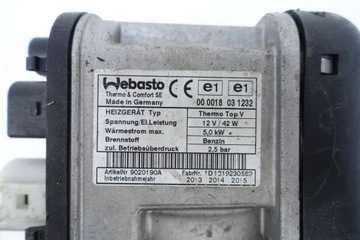 Webasto
Thermo & Comfort SE
Made in Germany
CE
e1
e1
00 0018
03 1232
HEIZGERÄT Typ Thermo Top V
Spannung/El.Leistung 12 V / 42 W
Wärmestrom max. 5,0 kW
Brennstoff Benzin
zul. Betriebsüberdruck 2,5 bar
ArtikelNr 9020190A
FabrNr.
Inbetriebnahmejahr 2013 2014 2015